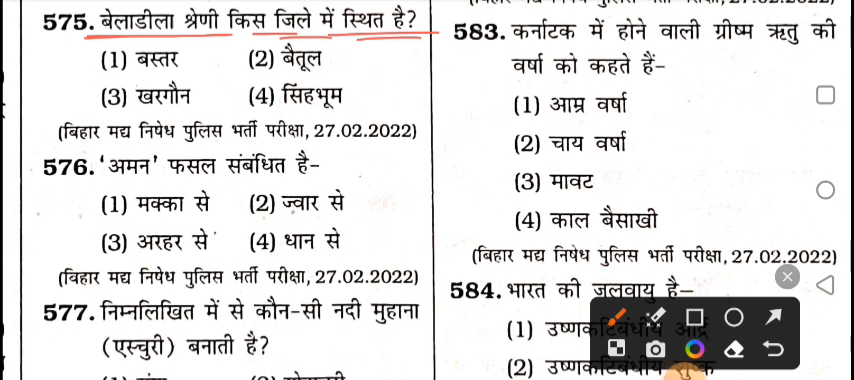 575. बेलाडीला श्रेणी किस जिले में स्थित है?
(1) बस्तर (2) बैतूल
(3) खरगौन (4) सिंहभूम
(बिहार मद्य निषेध पुलिस भर्ती परीक्षा, 27.02.2022)
576. 'अमन' फसल संबंधित है–
(1) मक्का से (2) ज्वार से
(3) अरहर से (4) धान से
(बिहार मद्य निषेध पुलिस भर्ती परीक्षा, 27.02.2022)
577. निम्नलिखित में से कौन-सी नदी मुहाना
(एस्चुरी) बनाती है?
583. कर्नाटक में होने वाली ग्रीष्म ऋतु की
वर्षा को कहते हैं–
(1) आम्र वर्षा
(2) चाय वर्षा
(3) मावट
(4) काल बैसाखी
(बिहार मद्य निषेध पुलिस भर्ती परीक्षा, 27.02.2022)
584. भारत की जलवायु है–
(1) उष्णकटिबंधीय आर्द्र
(2) उष्णकटिबंधीय शुष्क